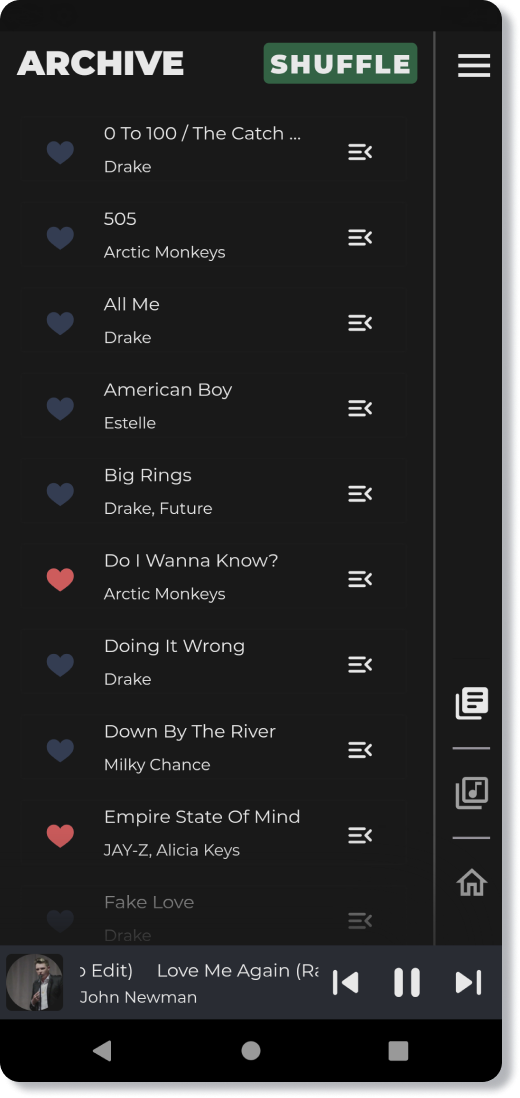 ARCHIVE
SHUFFLE
0 To 100 / The Catch ...
Drake
505
Arctic Monkeys
All Me
Drake
American Boy
Estelle
Big Rings
Drake, Future
Do I Wanna Know?
Arctic Monkeys
Doing It Wrong
Drake
Down By The River
Milky Chance
Empire State Of Mind
JAY-Z, Alicia Keys
Fake Love
Drake
o Edit) Love Me Again (Ra
John Newman